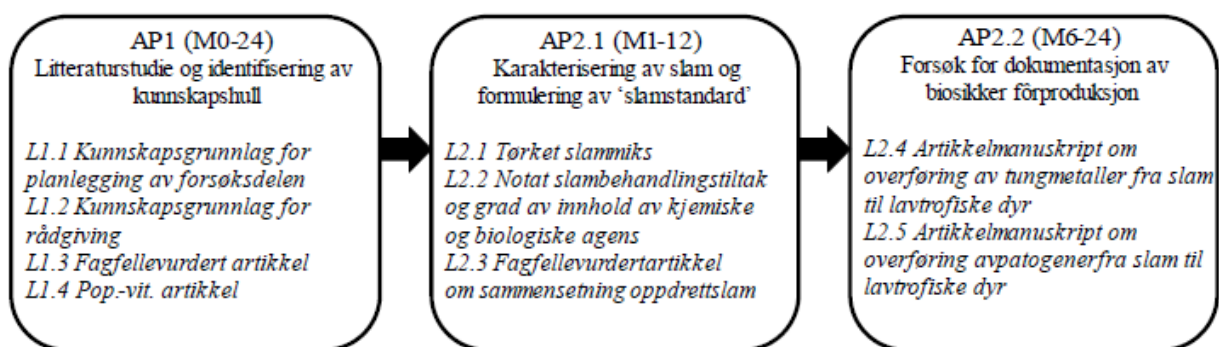 AP1 (M0-24)
Litteraturstudie og identifisering av
kunnskapshull
L1.1 Kunnskapsgrunnlag for
planlegging av forsøksdelen
L1.2 Kunnskapsgrunnlag for
rådgiving
L1.3 Fagfellevurdert artikkel
L1.4 Pop.-vit. artikkel
AP2.1 (M1-12)
Karakterisering av slam og
formulering av ‘slamstandard’
L2.1 Tørket slammiks
L2.2 Notat slambehandlingstiltak
og grad av innhold av kjemiske
og biologiske agens
L2.3 Fagfellevurdertartikkel
om sammensetning oppdrettslam
AP2.2 (M6-24)
Forsøk for dokumentasjon av
biosikker fôrproduksjon
L2.4 Artikkelmanuskript om
overføring av tungmetaller fra slam
til lavtrofiske dyr
L2.5 Artikkelmanuskript om
overføring avpatogenerfra slam til
lavtrofiske dyr